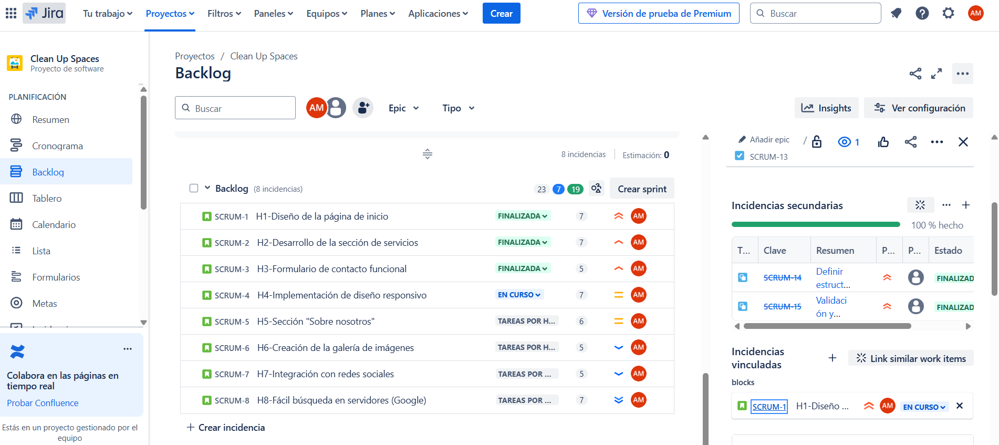 Jira
Tu trabajo
Proyectos
Filtros
Paneles
Equipos
Planes
Aplicaciones
Crear
Versión de prueba de Premium
Buscar
AM
Clean Up Spaces
Proyecto de software
PLANIFICACIÓN
Resumen
Cronograma
Backlog
Tablero
Calendario
Lista
Formularios
Metas
Colabora en las páginas en
tiempo real
Probar Confluence
Estás en un proyecto gestionado por el
equipo
Proyectos / Clean Up Spaces
Backlog
Buscar
AM
Epic
Tipo
Insights
Ver configuración
8 incidencias
Estimación: 0
Backlog (8 incidencias)
23 7 19
Crear sprint
SCRUM-1 H1-Diseño de la página de inicio FINALIZADA 7 AM
SCRUM-2 H2-Desarrollo de la sección de servicios FINALIZADA 7 AM
SCRUM-3 H3-Formulario de contacto funcional FINALIZADA 5 AM
SCRUM-4 H4-Implementación de diseño responsivo EN CURSO 7 AM
SCRUM-5 H5-Sección "Sobre nosotros" TAREAS POR H... 6 AM
SCRUM-6 H6-Creación de la galería de imágenes TAREAS POR H... 5 AM
SCRUM-7 H7-Integración con redes sociales TAREAS POR ... 5 AM
SCRUM-8 H8-Fácil búsqueda en servidores (Google) TAREAS POR ... 7 AM
Crear incidencia
Añadir epic /
SCRUM-13
1
Incidencias secundarias
100 % hecho
T... Clave Resumen P... P... Estado
SCRUM-14 Definir
estruct...
FINALIZAD
SCRUM-15 Validaci
ón y...
FINALIZAD
Incidencias
vinculadas
Link similar work items
blocks
SCRUM-1 H1-Diseño ... AM EN CURSO